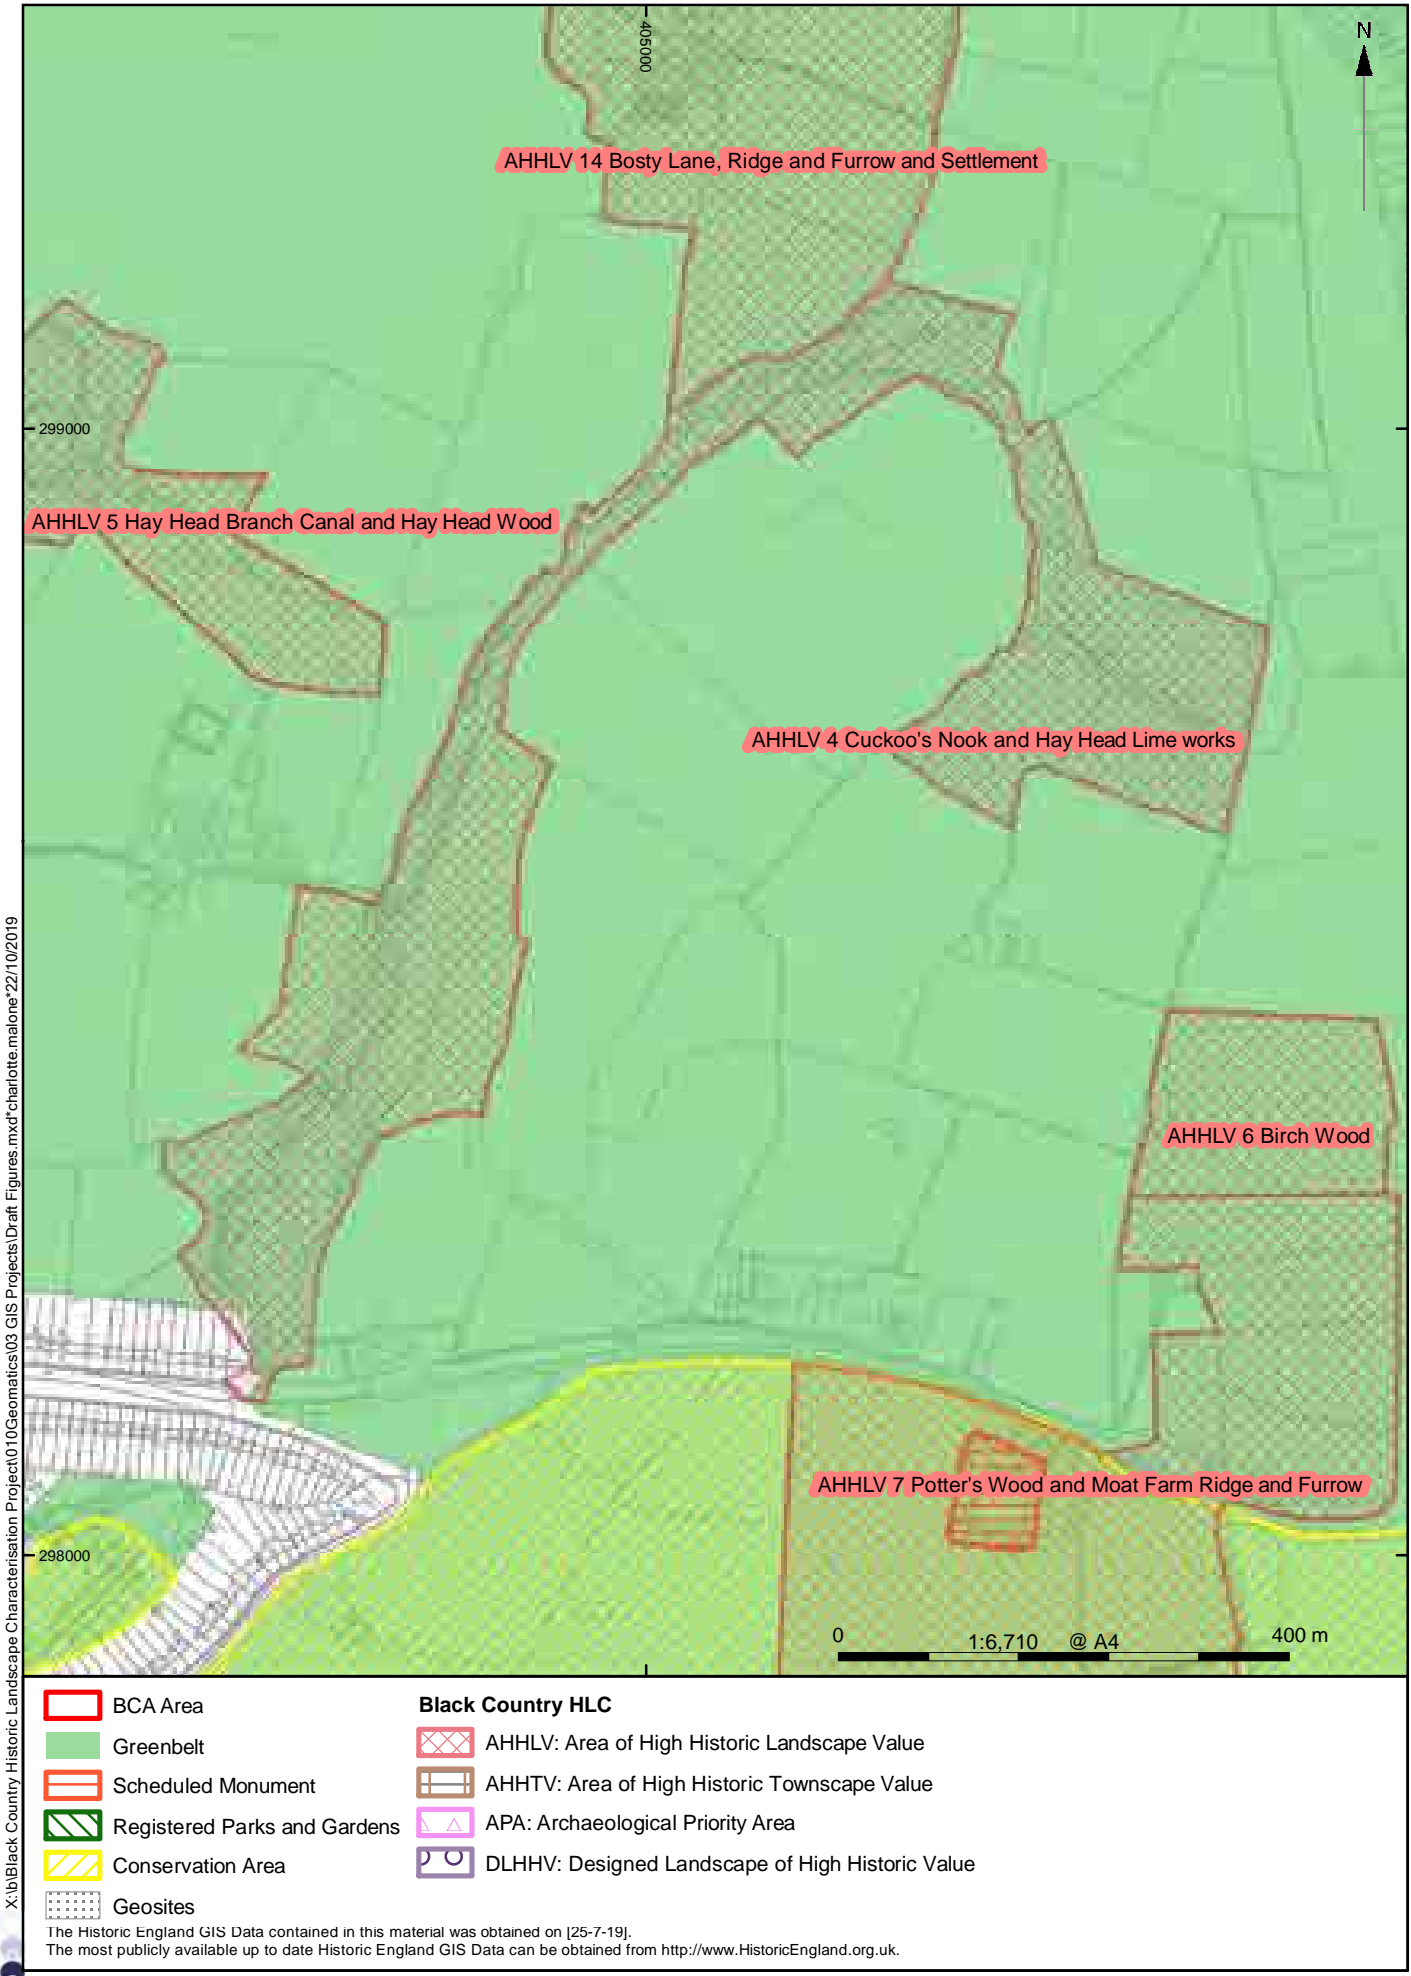 405000
N
AHHLV 14 Bosty Lane, Ridge and Furrow and Settlement
299000
AHHLV 5 Hay Head Branch Canal and Hay Head Wood
AHHLV 4 Cuckoo's Nook and Hay Head Lime works
AHHLV 6 Birch Wood
AHHLV 7 Potter's Wood and Moat Farm Ridge and Furrow
298000
0 1:6,710 @ A4 400 m
X:\b\Black Country Historic Landscape Characterisation Project\010Geomatics\03 GIS Projects\Draft Figures.mxd*charlotte.malone*22/10/2019
BCA Area
Greenbelt
Scheduled Monument
Registered Parks and Gardens
Conservation Area
Geosites
Black Country HLC
AHHLV: Area of High Historic Landscape Value
AHHTV: Area of High Historic Townscape Value
APA: Archaeological Priority Area
DLHHV: Designed Landscape of High Historic Value
The Historic England GIS Data contained in this material was obtained on [25-7-19].
The most publicly available up to date Historic England GIS Data can be obtained from http://www.HistoricEngland.org.uk.